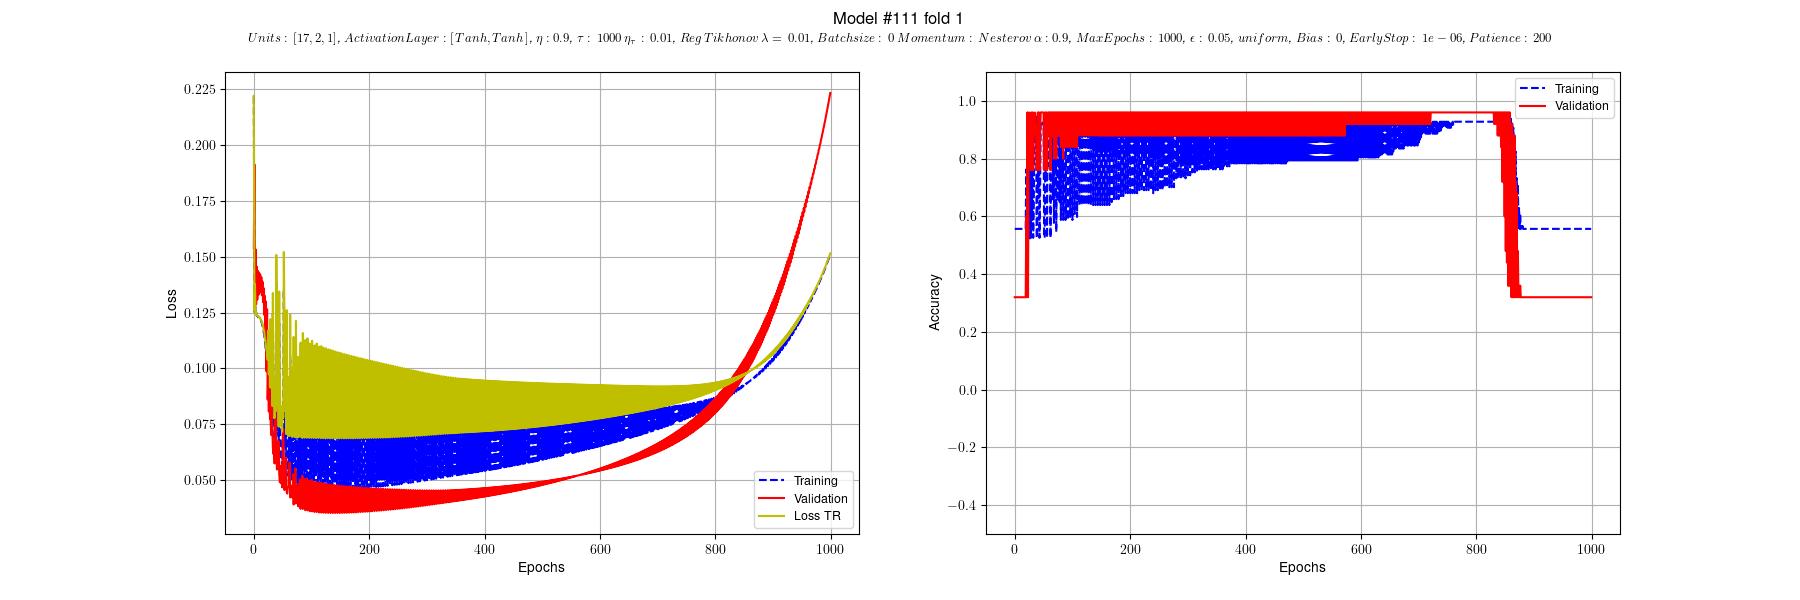 Model #111 fold 1
Units : [17, 2, 1], ActivationLayer : [Tanh, Tanh], η : 0.9, τ : 1000 η_τ : 0.01, Reg Tikhonov λ = 0.01, Batchsize : 0 Momentum : Nesterov α : 0.9, MaxEpochs : 1000, ϵ : 0.05, uniform, Bias : 0, EarlyStop : 1e − 06, Patience : 200
0.225
0.200
0.175
0.150
0.125
0.100
0.075
0.050
Loss
0 200 400 600 800 1000
Epochs
Training
Validation
Loss TR
1.0
0.8
0.6
0.4
0.2
0.0
−0.2
−0.4
Accuracy
0 200 400 600 800 1000
Epochs
Training
Validation